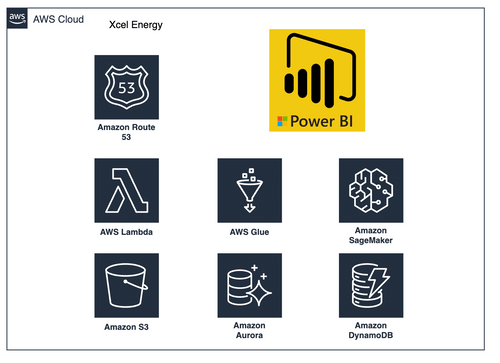 aws
AWS Cloud
Xcel Energy
53
Amazon Route
53
Power BI
AWS Lambda
AWS Glue
Amazon
SageMaker
Amazon S3
Amazon
Aurora
Amazon
DynamoDB